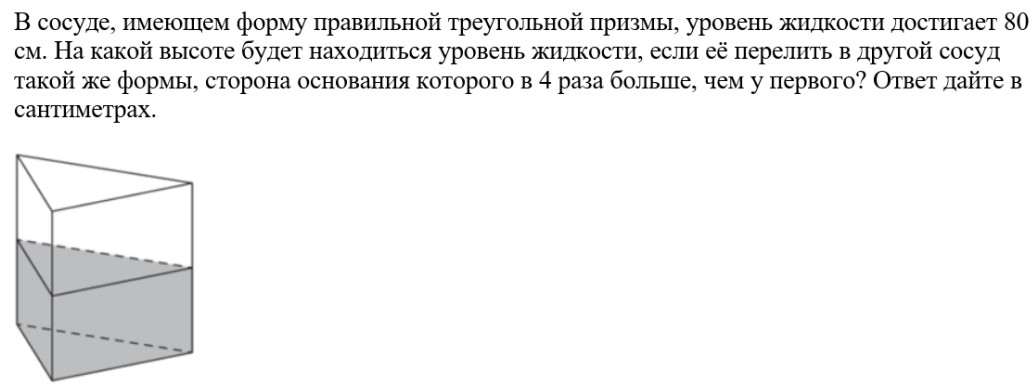 В сосуде, имеющем форму правильной треугольной призмы, уровень жидкости достигает 80
см. На какой высоте будет находиться уровень жидкости, если её перелить в другой сосуд
такой же формы, сторона основания которого в 4 раза больше, чем у первого? Ответ дайте в
сантиметрах.